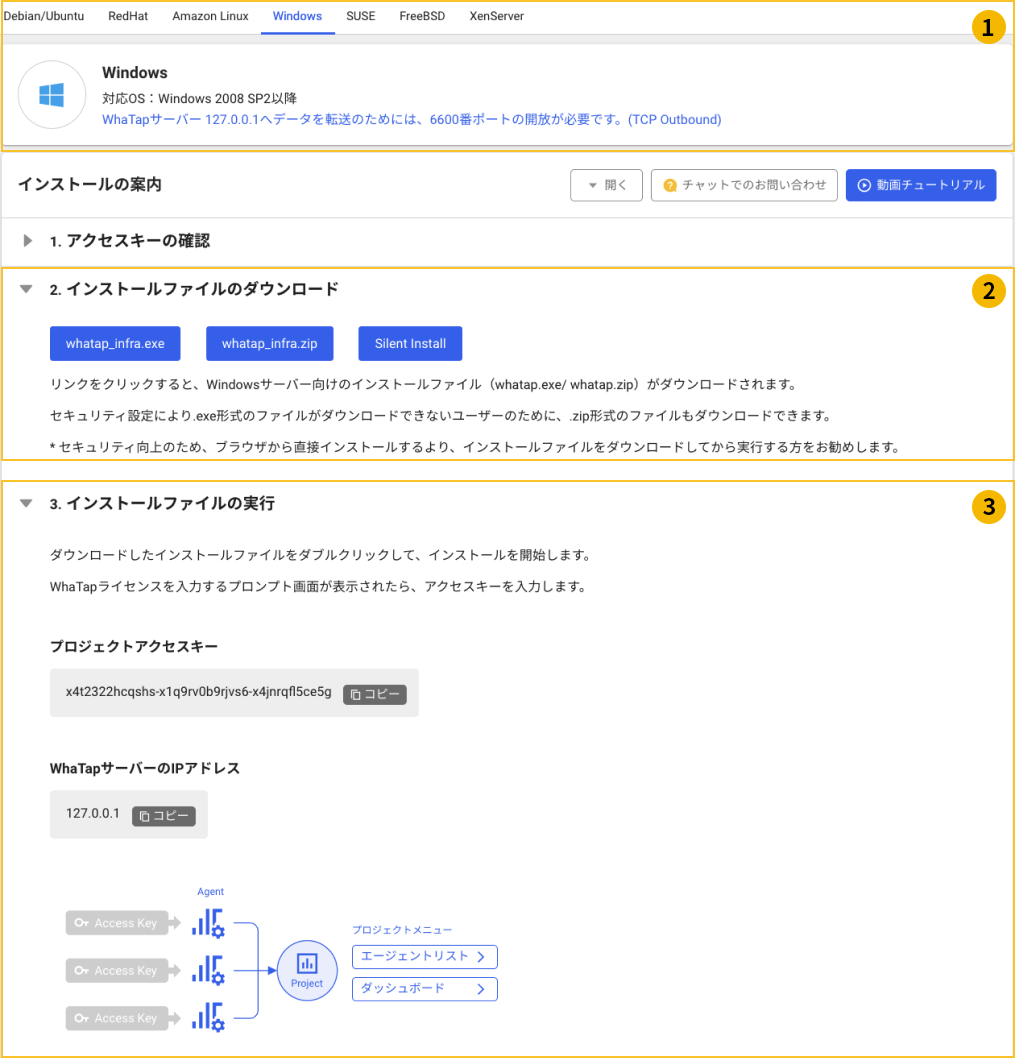 Debian/Ubuntu RedHat Amazon Linux Windows SUSE FreeBSD XenServer
1
Windows
対応OS：Windows 2008 SP2以降
WhaTapサーバー 127.0.0.1へデータを転送のためには、6600番ポートの開放が必要です。(TCP Outbound)
インストールの案内 開く チャットでのお問い合わせ 動画チュートリアル
1. アクセスキーの確認
2. インストールファイルのダウンロード
2
whatap_infra.exe whatap_infra.zip Silent Install
リンクをクリックすると、Windowsサーバー向けのインストールファイル（whatap.exe/ whatap.zip）がダウンロードされます。
セキュリティ設定により.exe形式のファイルがダウンロードできないユーザーのために、.zip形式のファイルもダウンロードできます。
* セキュリティ向上のため、ブラウザから直接インストールするより、インストールファイルをダウンロードしてから実行する方をお勧めします。
3. インストールファイルの実行
3
ダウンロードしたインストールファイルをダブルクリックして、インストールを開始します。
WhaTapライセンスを入力するプロンプト画面が表示されたら、アクセスキーを入力します。
プロジェクトアクセスキー
x4t2322hcqshs-x1q9rv0b9rjvs6-x4jnrqfl5ce5g コピー
WhaTapサーバーのIPアドレス
127.0.0.1 コピー
Agent
Access Key
プロジェクトメニュー
エージェントリスト
Access Key
Project
ダッシュボード
Access Key